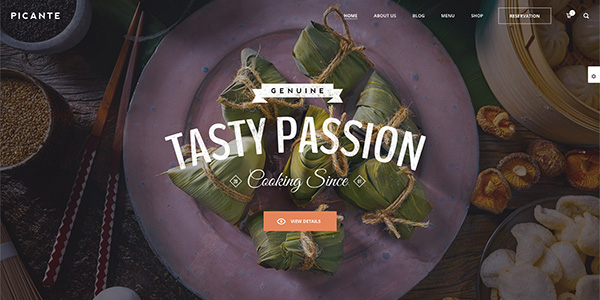 PICANTE
HOME ABOUT US BLOG MENU SHOP RESERVATION
GENUINE
TASTY PASSION
Cooking Since
VIEW DETAILS